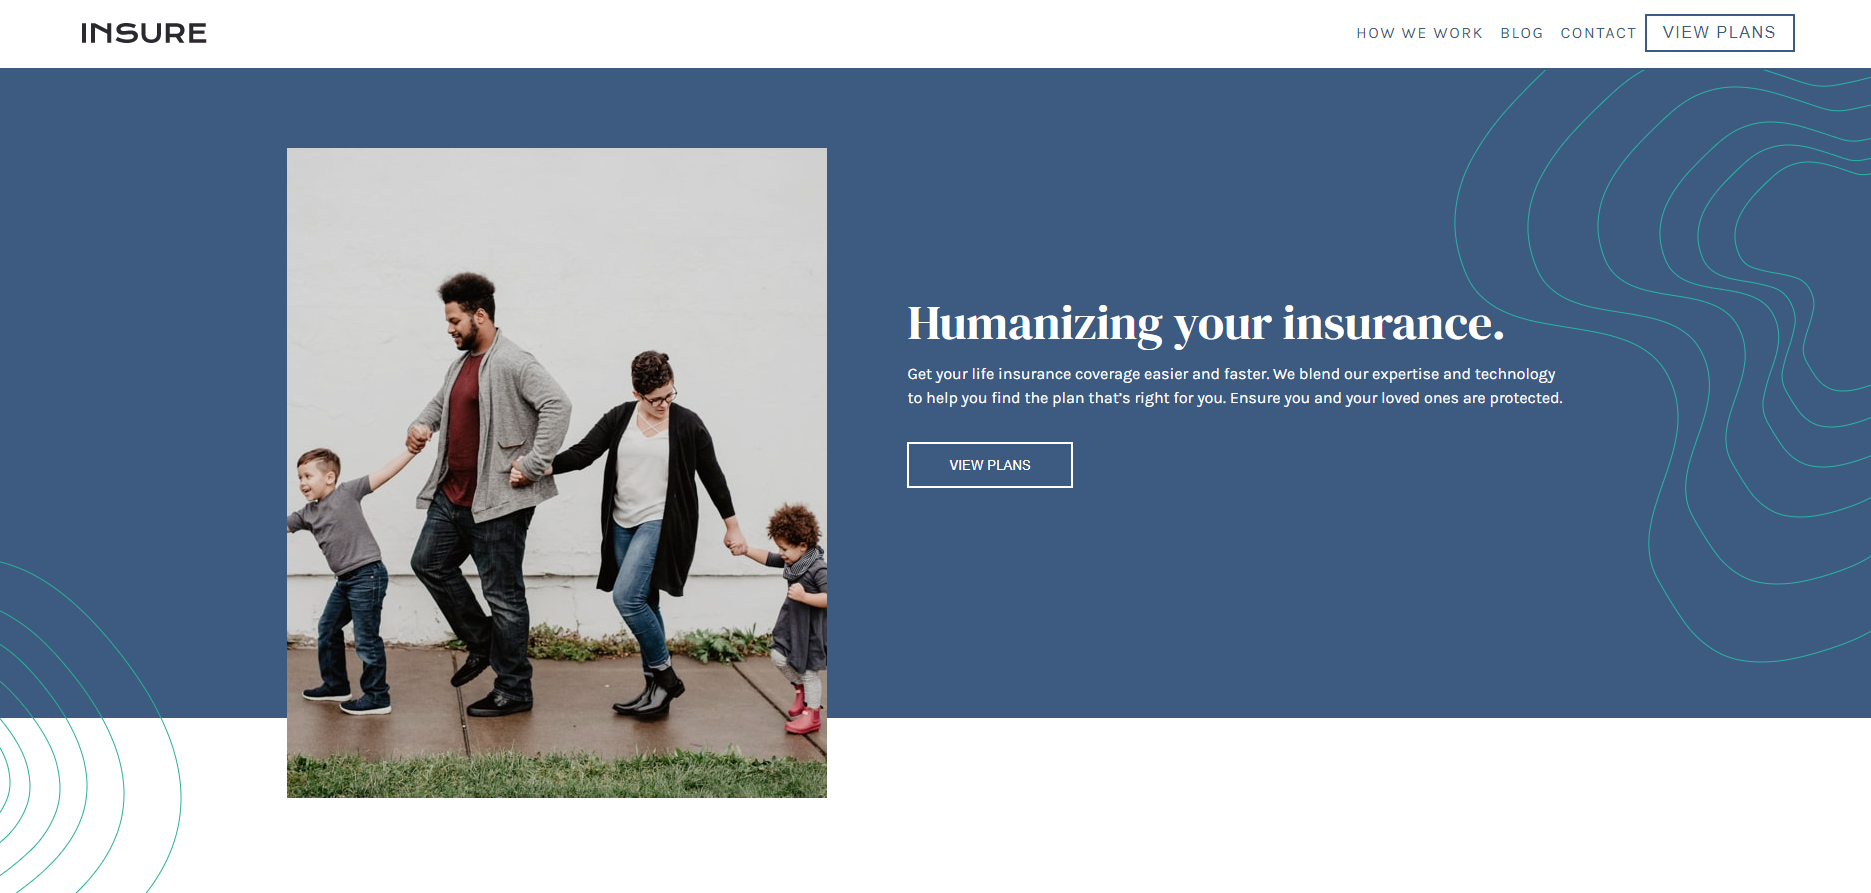 INSURE
HOW WE WORK BLOG CONTACT VIEW PLANS
Humanizing your insurance.
Get your life insurance coverage easier and faster. We blend our expertise and technology
to help you find the plan that's right for you. Ensure you and your loved ones are protected.
VIEW PLANS